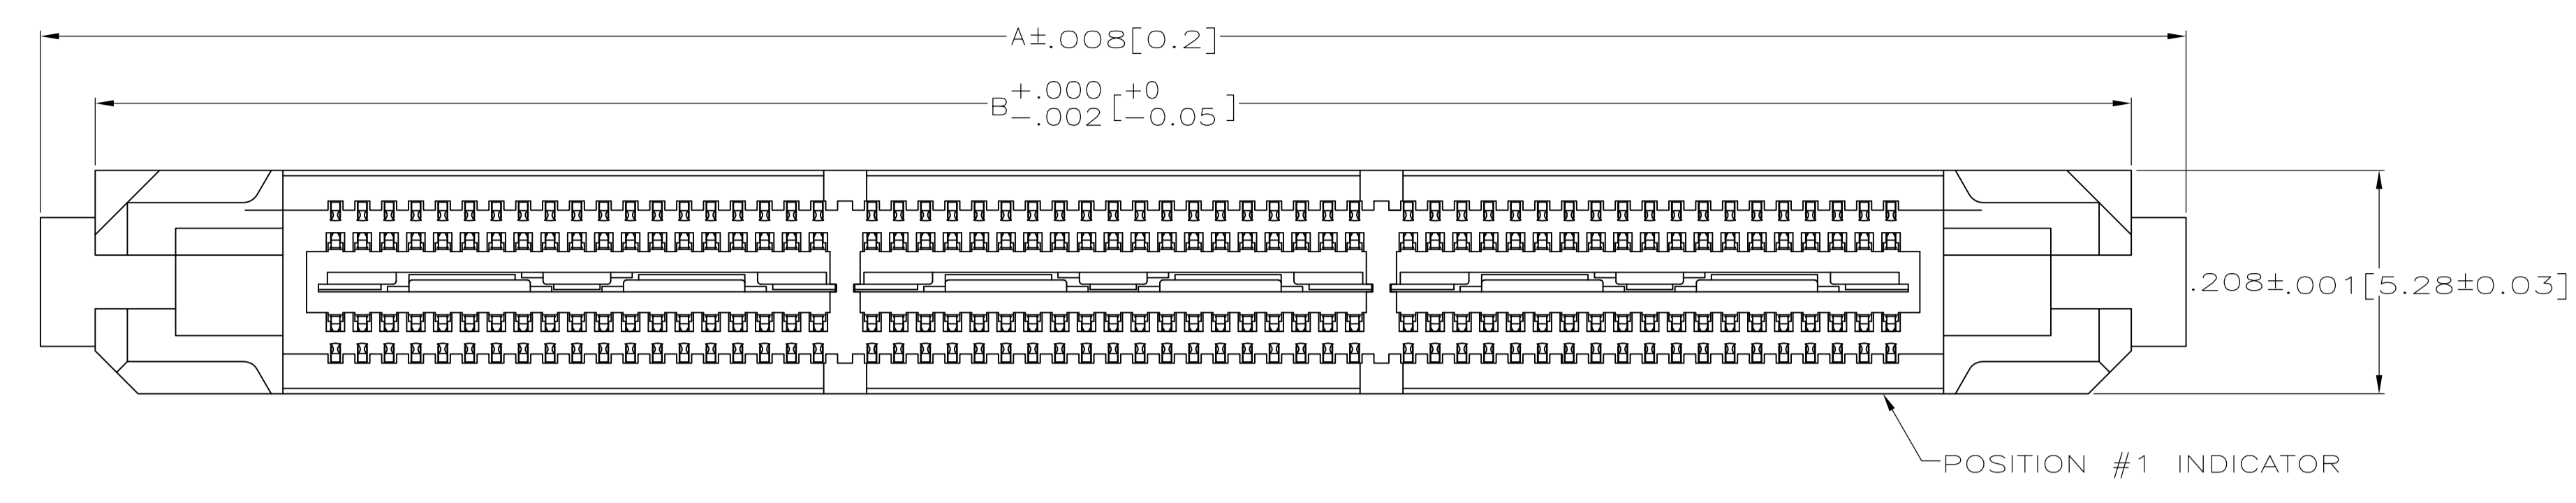 A±.008[0.2]
B +.000 -.002 [+0 -0.05]
.208±.001[5.28±0.03]
POSITION #1 INDICATOR